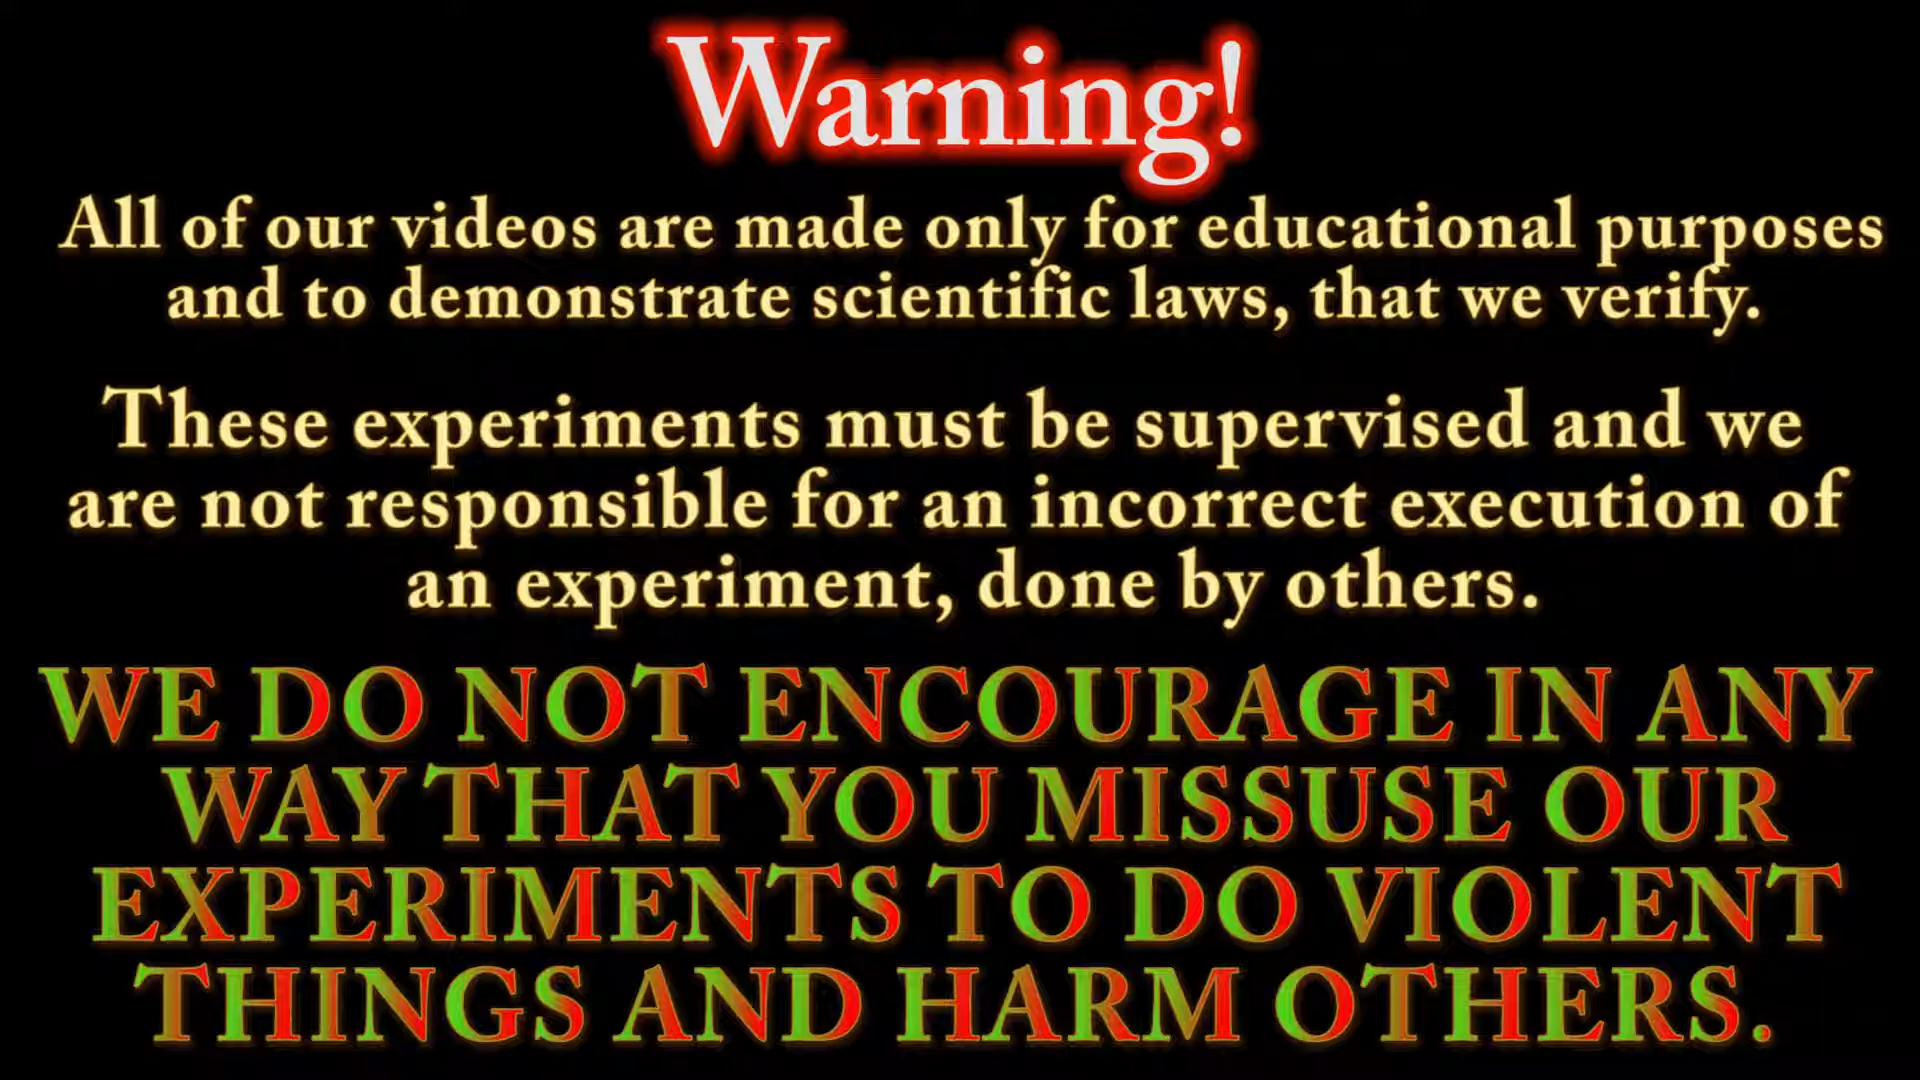 Warning!
All of our videos are made only for educational purposes
and to demonstrate scientific laws, that we verify.
These experiments must be supervised and we
are not responsible for an incorrect execution of
an experiment, done by others.
WE DO NOT ENCOURAGE IN ANY
WAY THAT YOU MISSUSE OUR
EXPERIMENTS TO DO VIOLENT
THINGS AND HARM OTHERS.